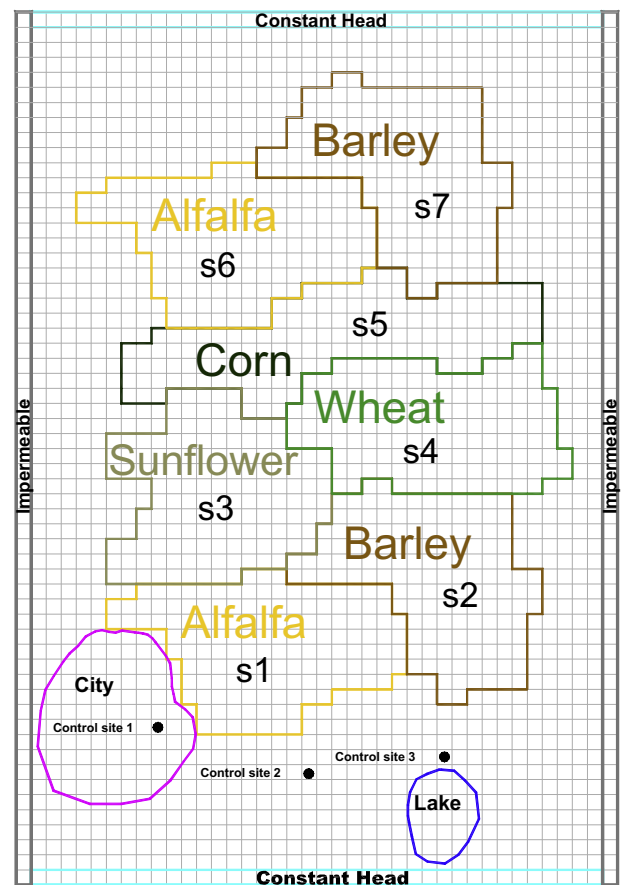 Constant Head
Barley
s7
Alfalfa
s6
s5
Corn
Wheat
s4
Impermeable
Impermeable
Sunflower
s3
Barley
s2
Alfalfa
s1
City
Control site 1
Control site 2
Control site 3
Lake
Constant Head